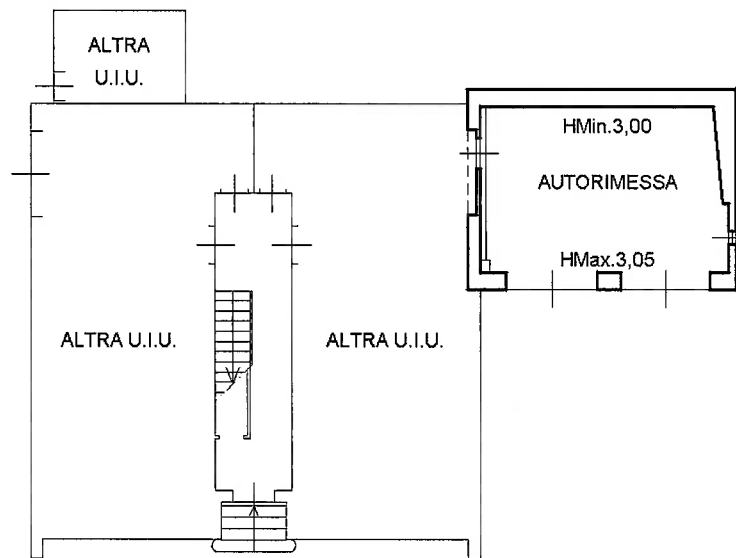 ALTRA
U.I.U.
HMin.3,00
AUTORIMESSA
HMax.3,05
ALTRA U.I.U.
ALTRA U.I.U.